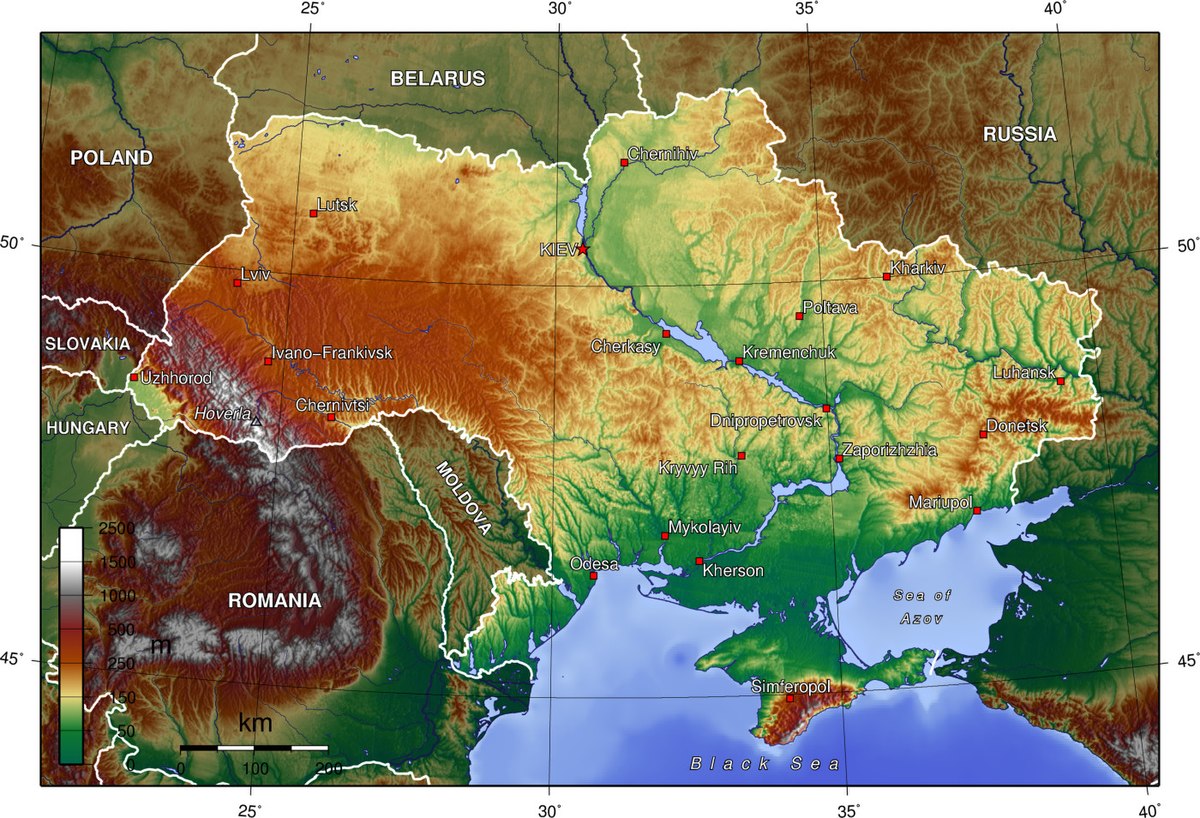 25°
30°
35°
40°
BELARUS
RUSSIA
POLAND
Chernihiv
Lutsk
50°
50°
KIEV
Lviv
Kharkiv
Poltava
SLOVAKIA
Cherkasy
Ivano-Frankivsk
Kremenchuk
Uzhhorod
Luhansk
Hoverla
Chernivtsi
Dnipropetrovsk
HUNGARY
Donetsk
Zaporizhzhia
Kryvyy Rih
MOLDOVA
Mariupol
2500
Mykolayiv
1500
Odesa
Kherson
1000
ROMANIA
Sea of
Azov
500
m
45°
250
45°
Simferopol
150
km
50
Black Sea
0
0
100
200
25°
30°
35°
40°